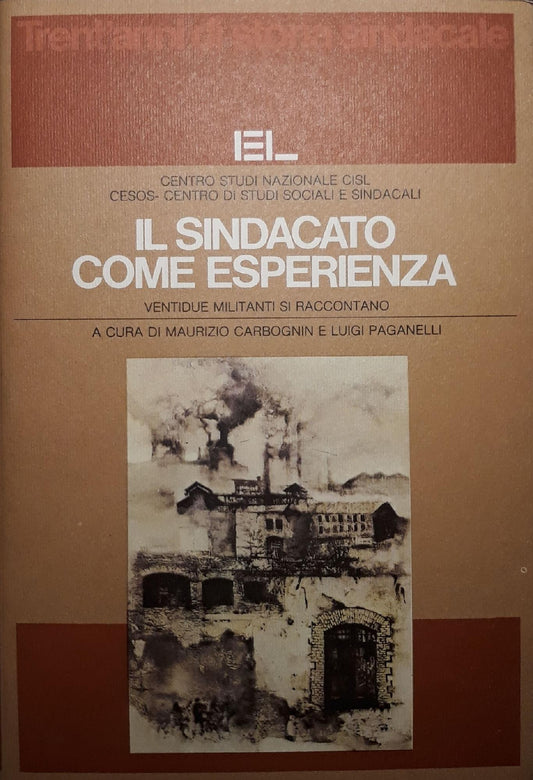 Trent'anni di storia sindacale
EL
CENTRO STUDI NAZIONALE CISL
CESOS- CENTRO DI STUDI SOCIALI E SINDACALI
IL SINDACATO
COME ESPERIENZA
VENTIDUE MILITANTI SI RACCONTANO
A CURA DI MAURIZIO CARBOGNIN E LUIGI PAGANELLI